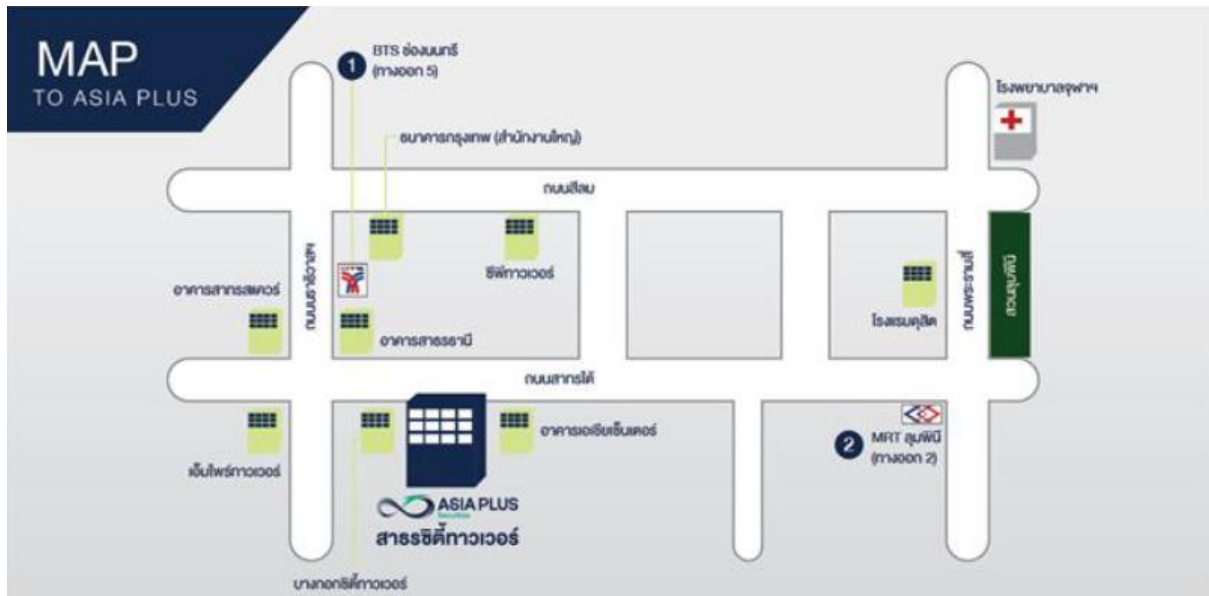 MAP
TO ASIA PLUS
1
BTS ช่องนนทรี
(ทางออก 5)
โรงพยาบาลจุฬาฯ
ธนาคารกรุงเทพ (สำนักงานใหญ่)
ถนนสีลม
ซีพีทาวเวอร์
ถนนนราธิวาสฯ
อาคารสาทรสแควร์
อาคารสาธรธานี
โรงแรมดุสิต
ถนนพระรามสี่
สวนลุมพินี
ถนนสาทรใต้
อาคารเอเชียเซ็นเตอร์
2
MRT ลุมพินี
(ทางออก 2)
เอ็มไพร์ทาวเวอร์
ASIA PLUS
Securities
สาธรซิตี้ทาวเวอร์
บางกอกซิตี้ทาวเวอร์